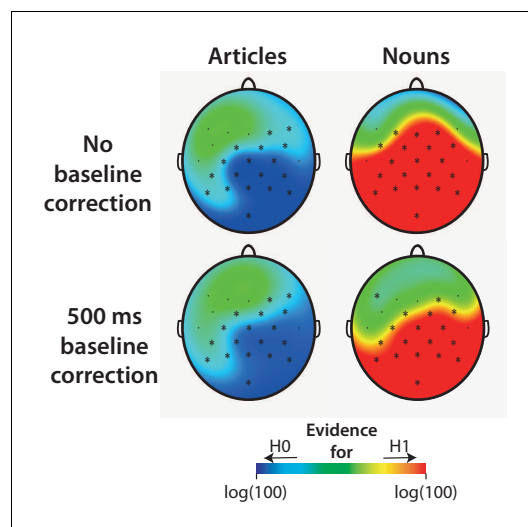 Articles Nouns
No
baseline
correction
500 ms
baseline
correction
Evidence
H0 for H1
log(100) log(100)